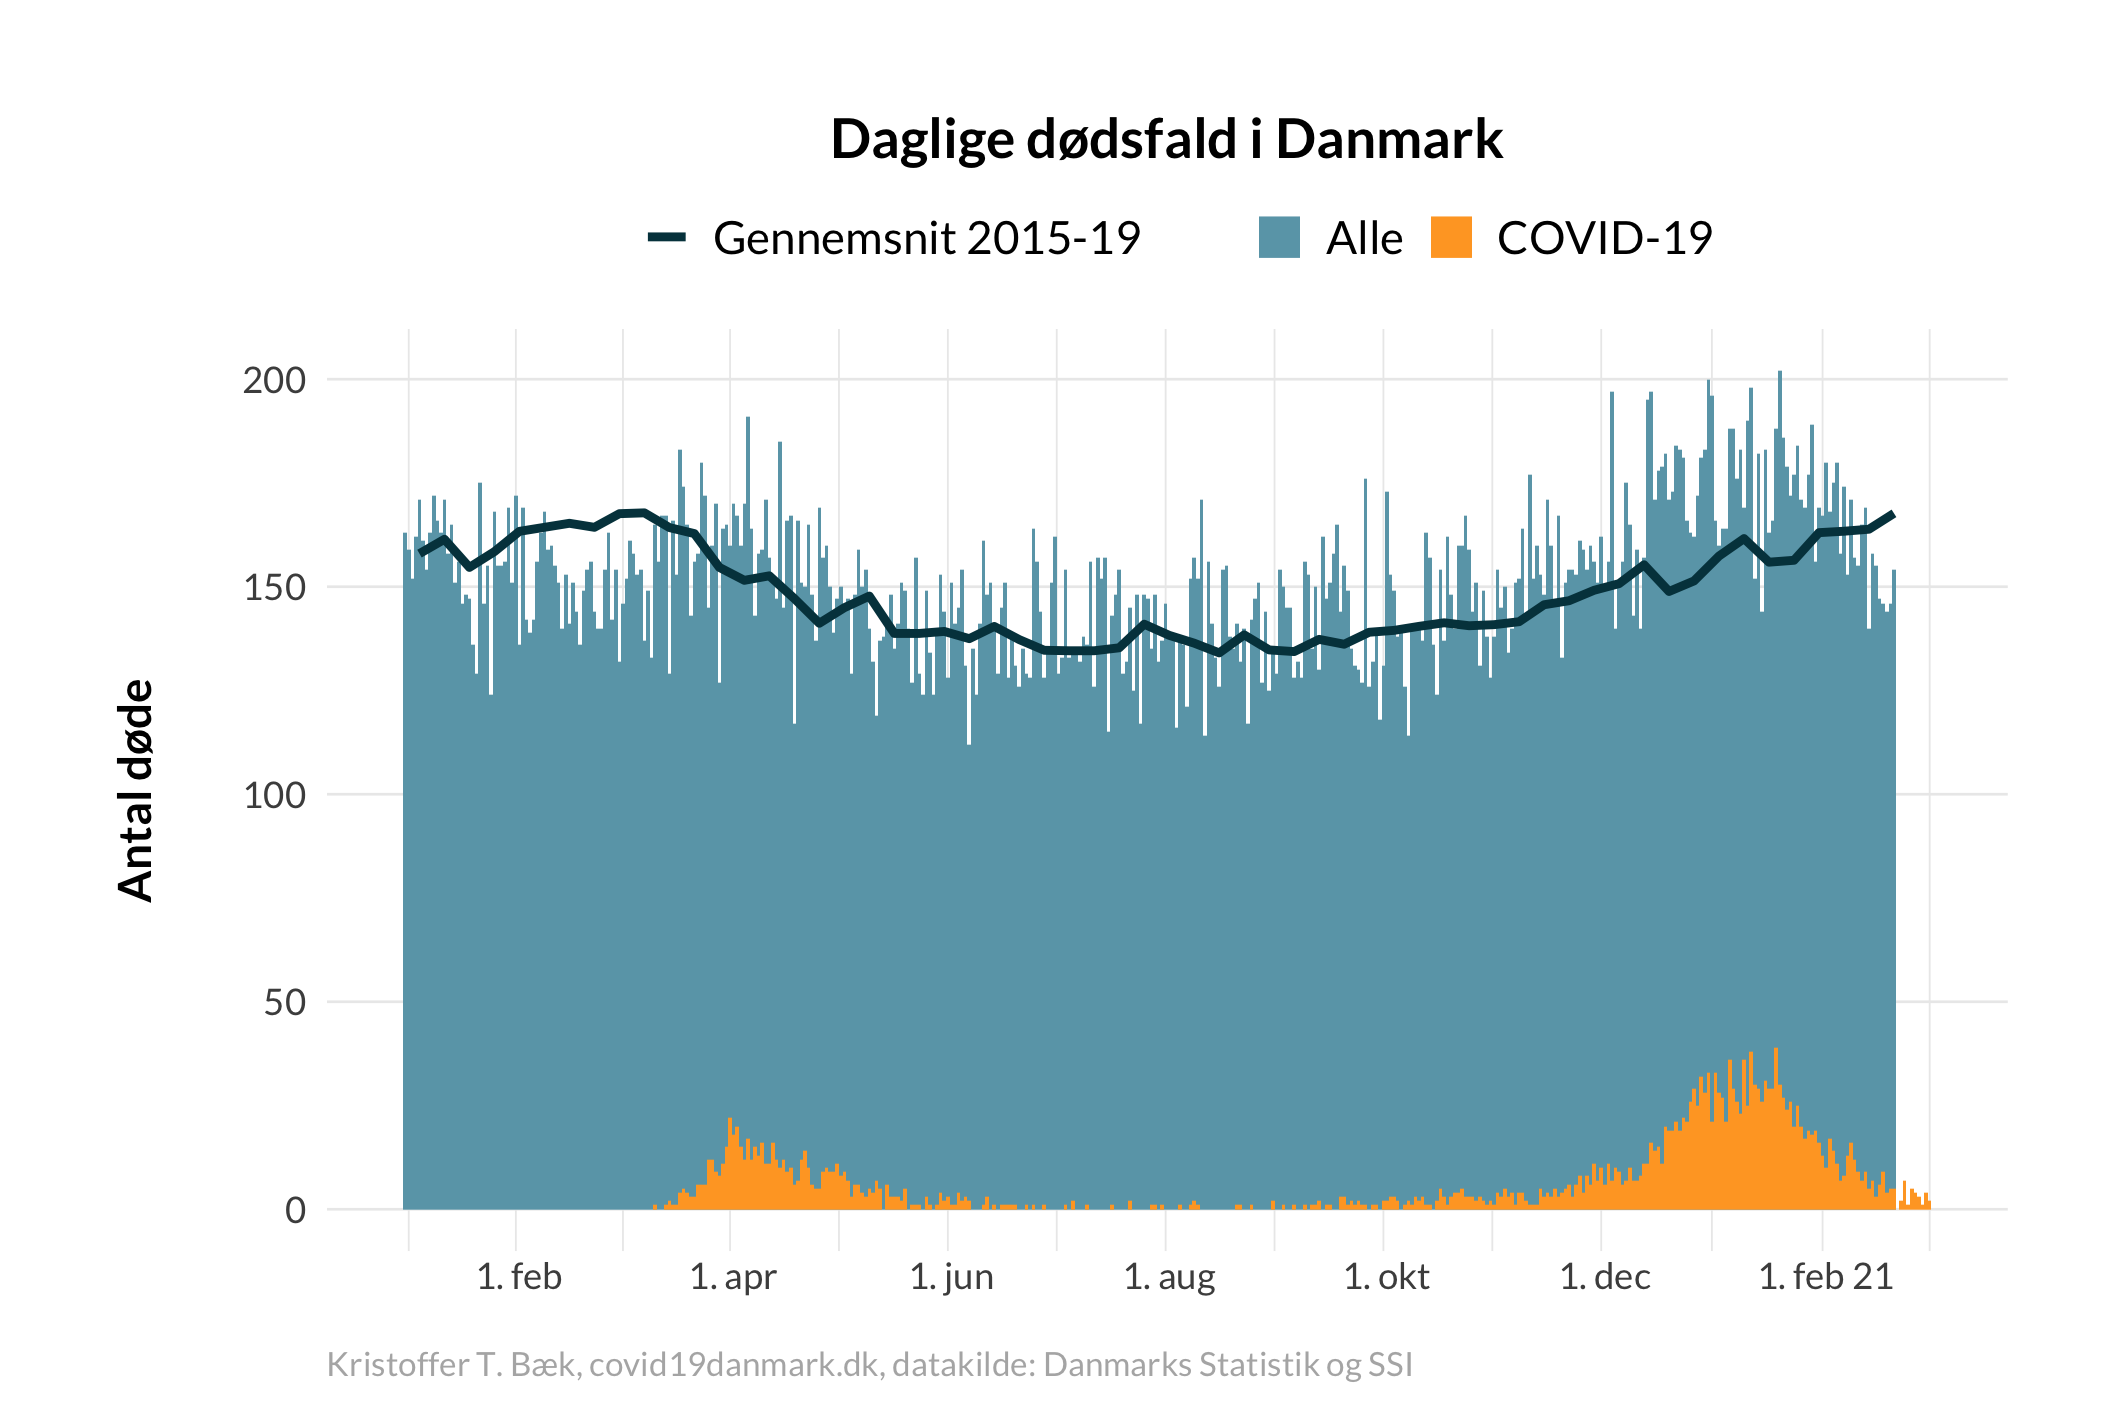 Daglige dødsfald i Danmark
Gennemsnit 2015-19 Alle COVID-19
Antal døde
200
150
100
50
0
1. feb 1. apr 1. jun 1. aug 1. okt 1. dec 1. feb 21
Kristoffer T. Bæk, covid19danmark.dk, datakilde: Danmarks Statistik og SSI